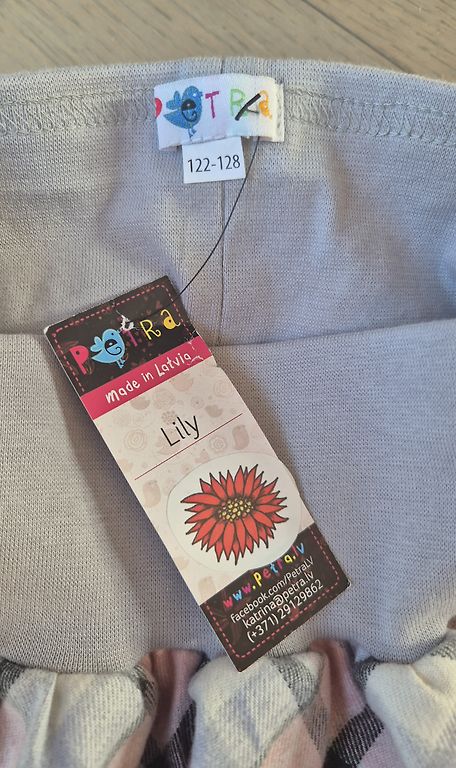 PeTRa
122-128
PetRa
made in Latvia
Lily
www.Petra.lv
facebook.com/PetraLV
katrina@petra.lv
(+371) 29129862